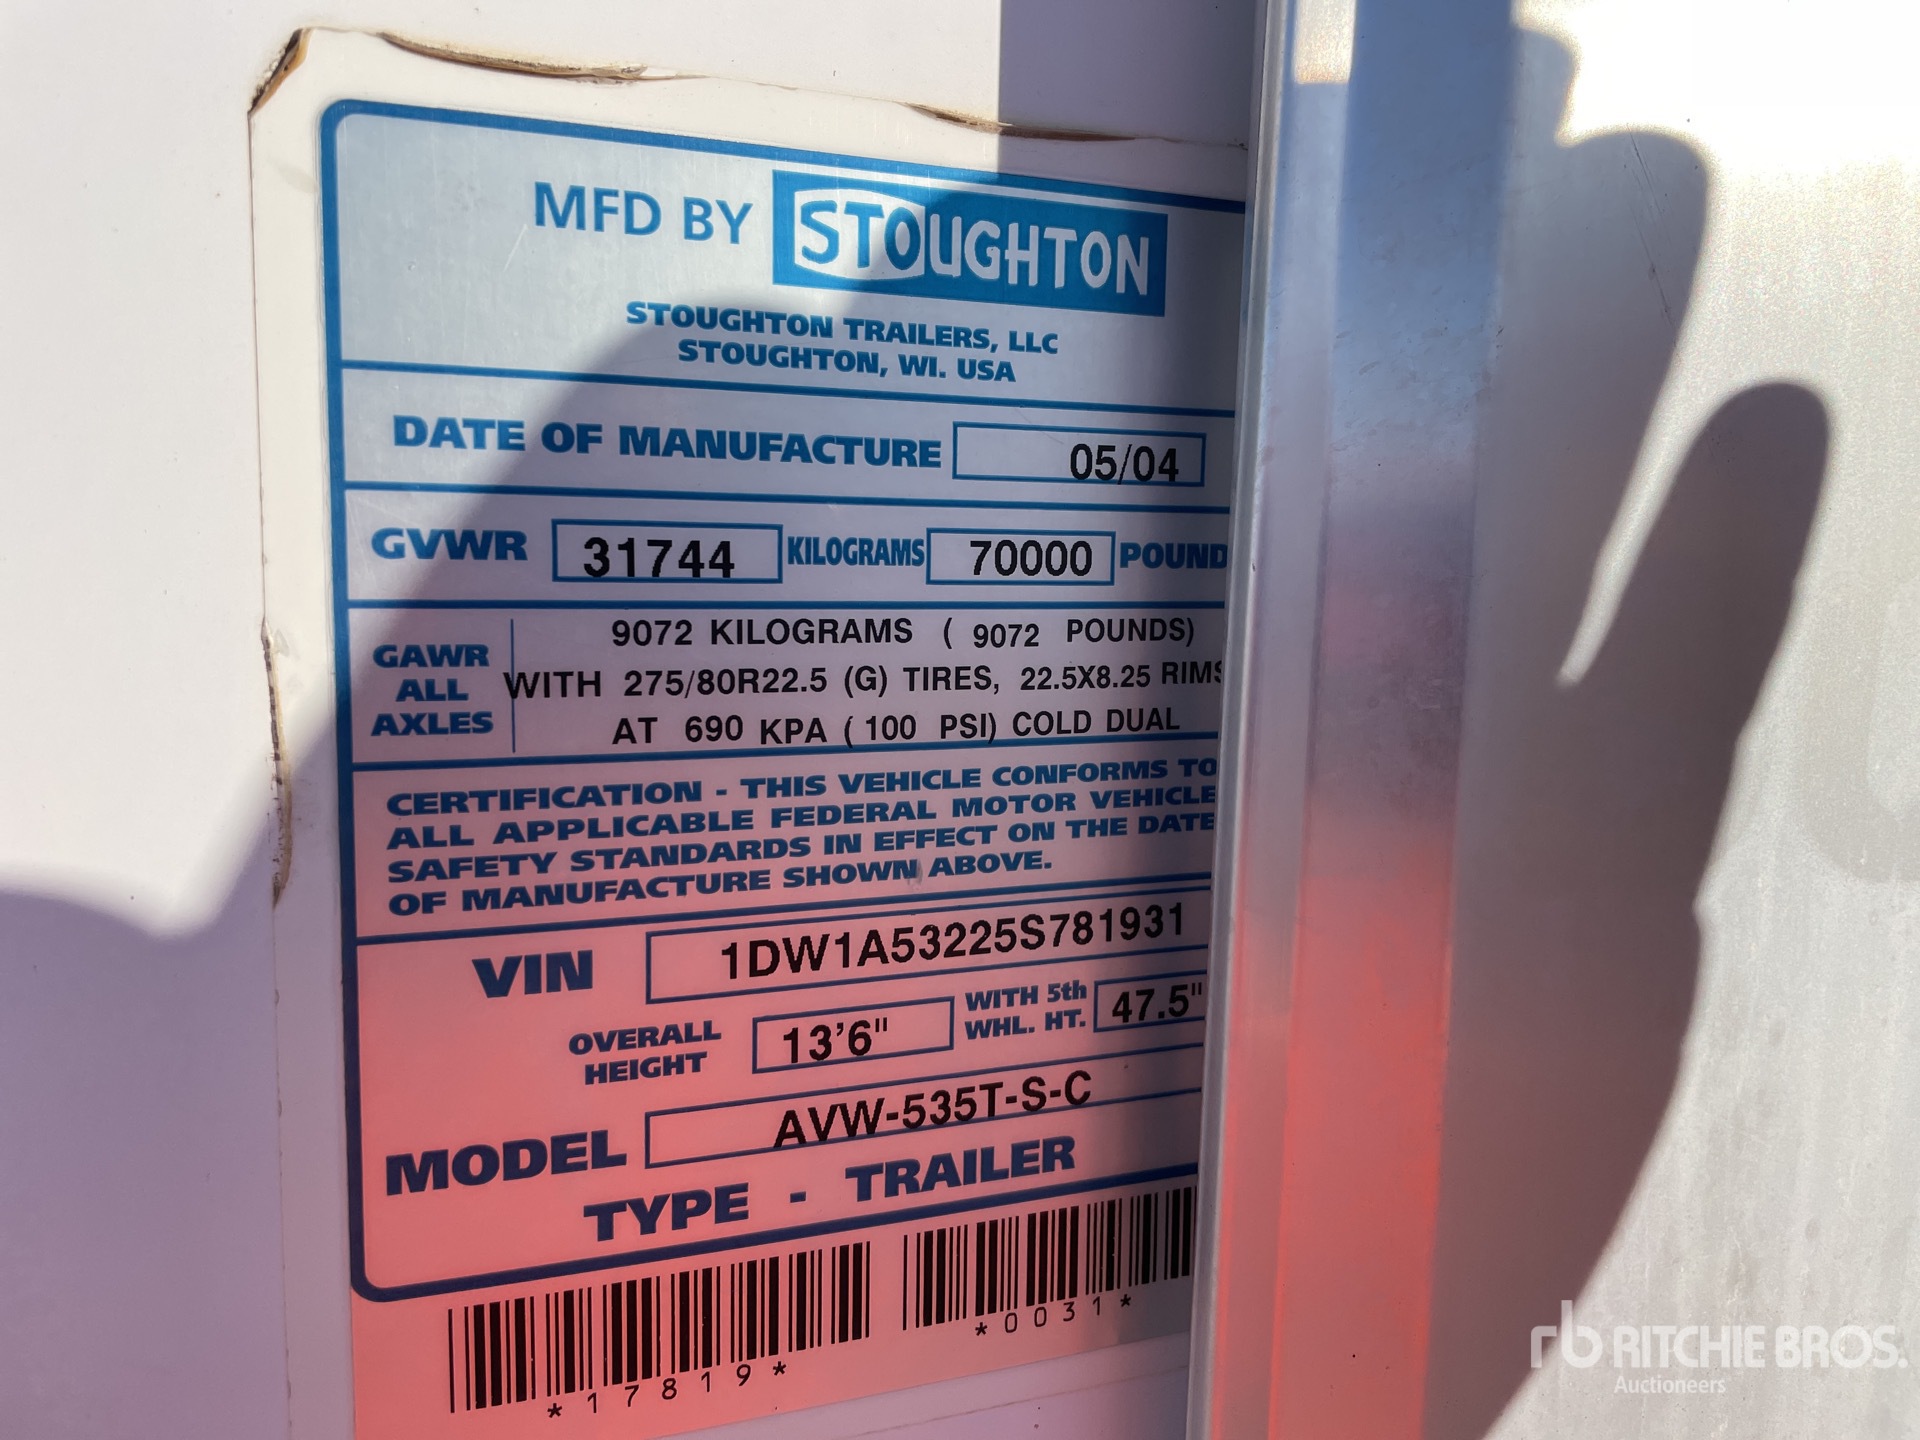 MFD BY STOUGHTON
STOUGHTON TRAILERS, LLC
STOUGHTON, WI. USA
DATE OF MANUFACTURE 05/04
GVWR 31744 KILOGRAMS 70000 POUND
GAWR ALL AXLES
9072 KILOGRAMS ( 9072 POUNDS)
WITH 275/80R22.5 (G) TIRES, 22.5X8.25 RIMS
AT 690 KPA ( 100 PSI) COLD DUAL
CERTIFICATION - THIS VEHICLE CONFORMS TO
ALL APPLICABLE FEDERAL MOTOR VEHICLE
SAFETY STANDARDS IN EFFECT ON THE DATE
OF MANUFACTURE SHOWN ABOVE.
VIN 1DW1A53225S781931
OVERALL HEIGHT 13'6" WITH 5th WHL. HT. 47.5"
MODEL AVW-535T-S-C
TYPE - TRAILER
*17819* *0031*
rb RITCHIE BROS.
Auctioneers